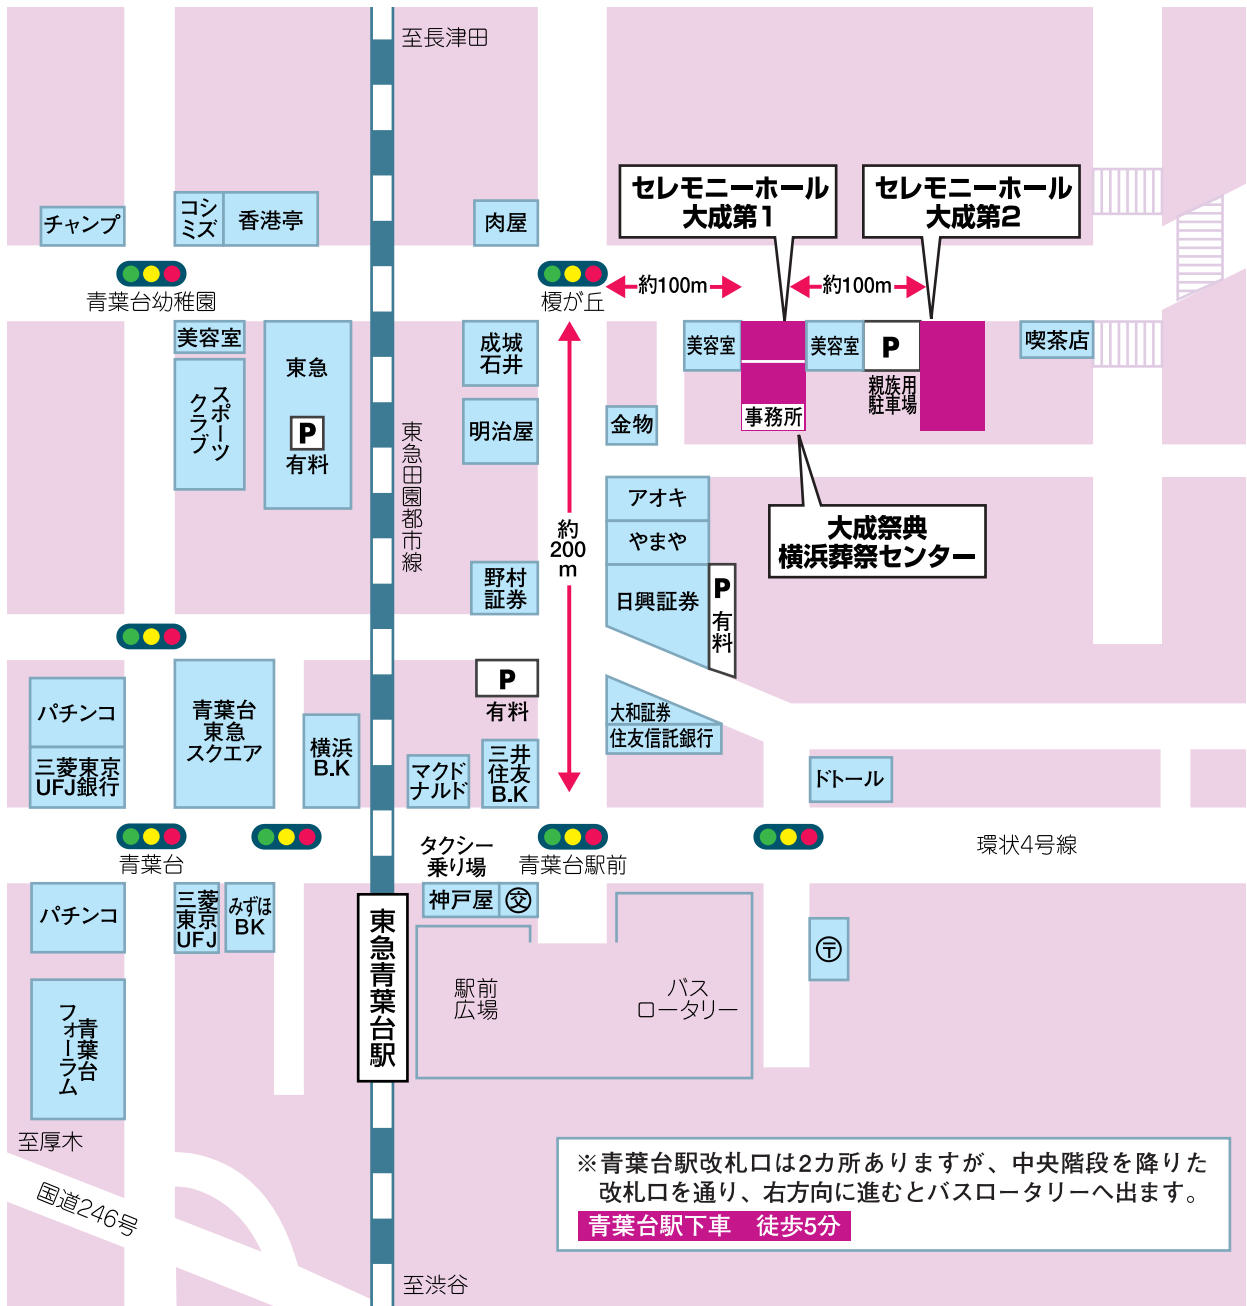 至長津田
セレモニーホール
大成第1
セレモニーホール
大成第2
チャンプ
コシ
ミズ
香港亭
肉屋
青葉台幼稚園
榎が丘
約100m
約100m
美容室
東急
P
有料
スポーツ
クラブ
成城
石井
明治屋
東急田園都市線
金物
美容室
事務所
美容室
P
親族用
駐車場
喫茶店
アオキ
やまや
日興証券
P
有料
大成祭典
横浜葬祭センター
約
200
m
野村
証券
P
有料
大和証券
住友信託銀行
パチンコ
三菱東京
UFJ銀行
青葉台
東急
スクエア
横浜
B.K
マクド
ナルド
三井
住友
B.K
ドトール
青葉台
タクシー
乗り場
青葉台駅前
環状4号線
パチンコ
三菱
東京
UFJ
みずほ
BK
東急青葉台駅
神戸屋
交
〒
駅前
広場
バス
ロータリー
青葉台
フォーラム
至厚木
国道246号
至渋谷
※青葉台駅改札口は2カ所ありますが、中央階段を降りた
改札口を通り、右方向に進むとバスロータリーへ出ます。
青葉台駅下車　徒歩5分